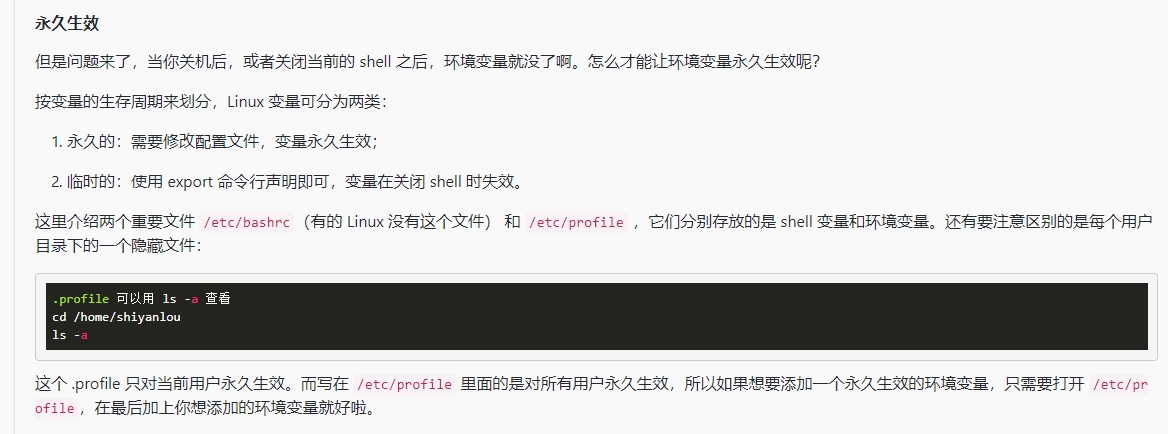 永久生效
但是问题来了，当你关机后，或者关闭当前的 shell 之后，环境变量就没了啊。怎么才能让环境变量永久生效呢？
按变量的生存周期来划分，Linux 变量可分为两类：
1. 永久的：需要修改配置文件，变量永久生效；
2. 临时的：使用 export 命令行声明即可，变量在关闭 shell 时失效。
这里介绍两个重要文件 /etc/bashrc （有的 Linux 没有这个文件） 和 /etc/profile ，它们分别存放的是 shell 变量和环境变量。还有要注意区别的是每个用户
目录下的一个隐藏文件：
.profile 可以用 ls -a 查看
cd /home/shiyanlou
ls -a
这个 .profile 只对当前用户永久生效。而写在 /etc/profile 里面的是对所有用户永久生效，所以如果想要添加一个永久生效的环境变量，只需要打开 /etc/pr
ofile ，在最后加上你想添加的环境变量就好啦。